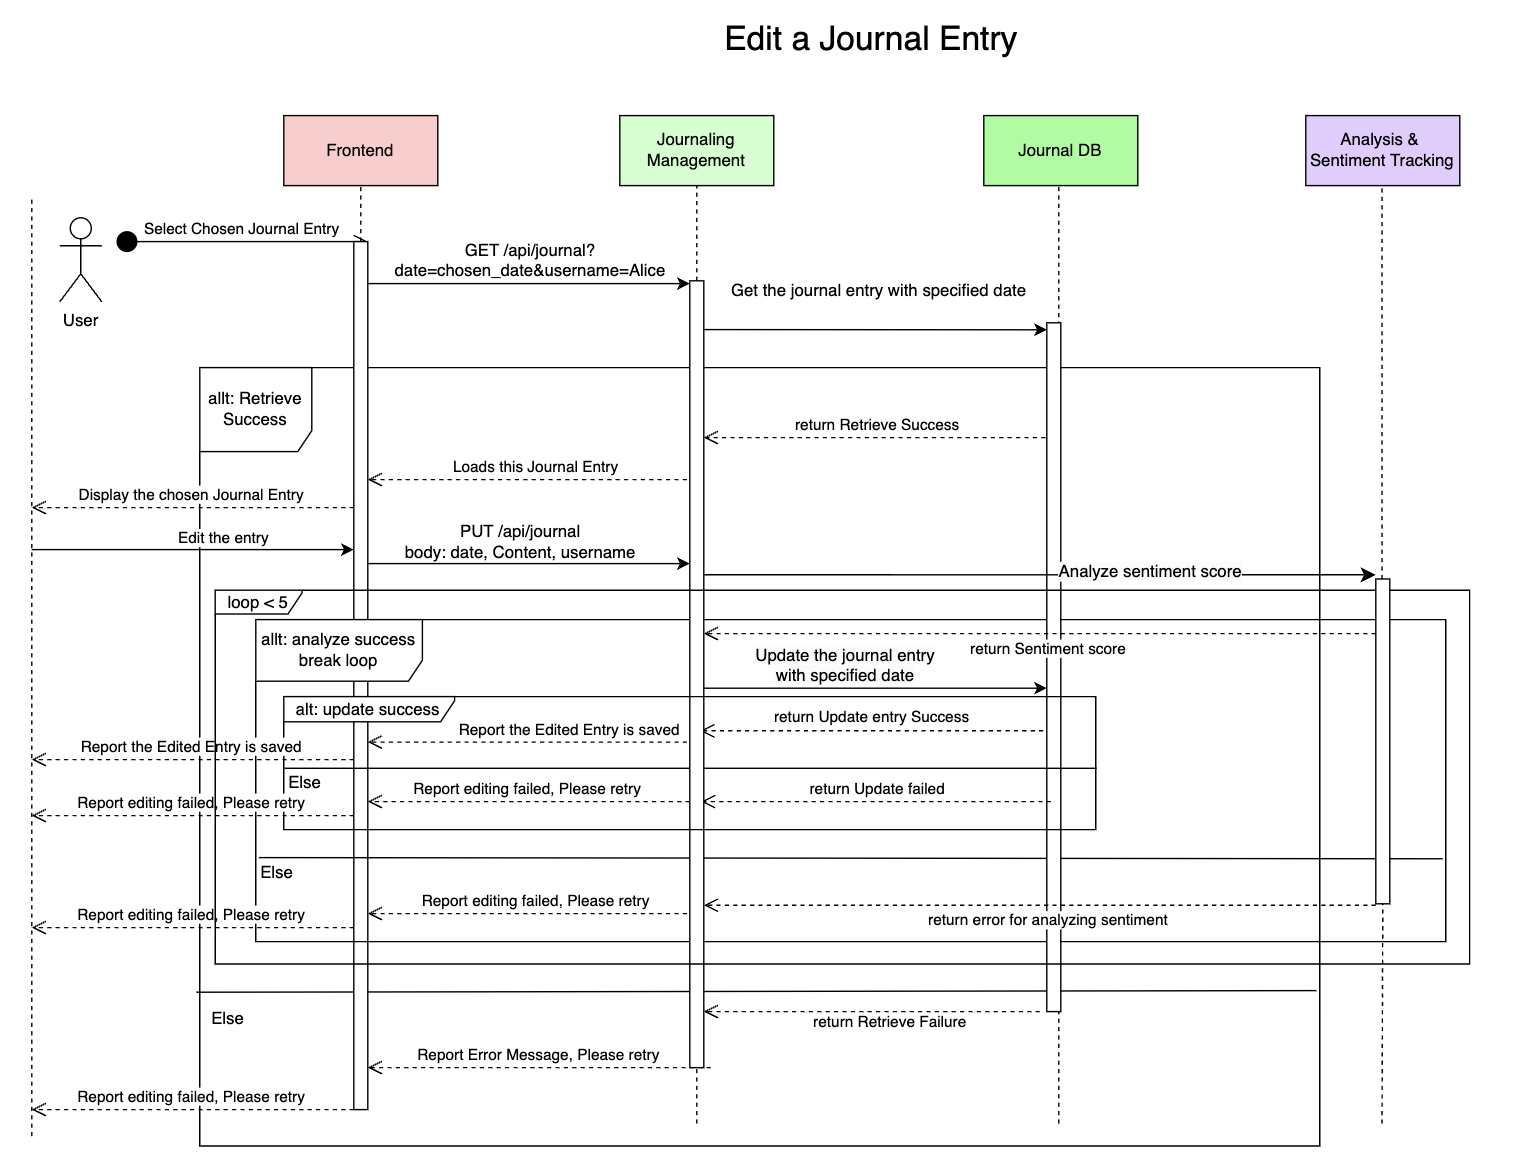 Edit a Journal Entry
Frontend
Journaling
Management
Journal DB
Analysis &
Sentiment Tracking
User
Select Chosen Journal Entry
GET /api/journal?
date=chosen_date&username=Alice
Get the journal entry with specified date
allt: Retrieve
Success
return Retrieve Success
Loads this Journal Entry
Display the chosen Journal Entry
Edit the entry
PUT /api/journal
body: date, Content, username
Analyze sentiment score
loop < 5
allt: analyze success
break loop
return Sentiment score
Update the journal entry
with specified date
alt: update success
return Update entry Success
Report the Edited Entry is saved
Report the Edited Entry is saved
Else
Report editing failed, Please retry
return Update failed
Report editing failed, Please retry
Else
Report editing failed, Please retry
return error for analyzing sentiment
Report editing failed, Please retry
Else
return Retrieve Failure
Report Error Message, Please retry
Report editing failed, Please retry